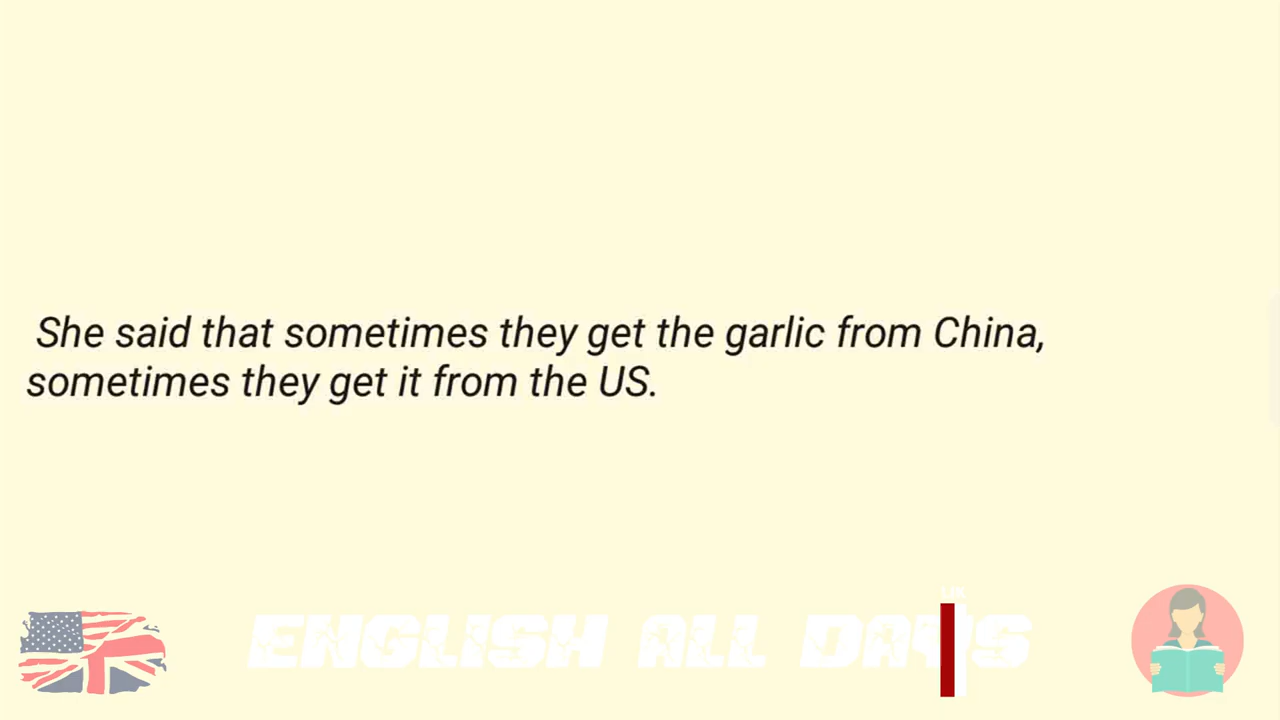 She said that sometimes they get the garlic from China,
sometimes they get it from the US.
ENGLISH ALL DAYS